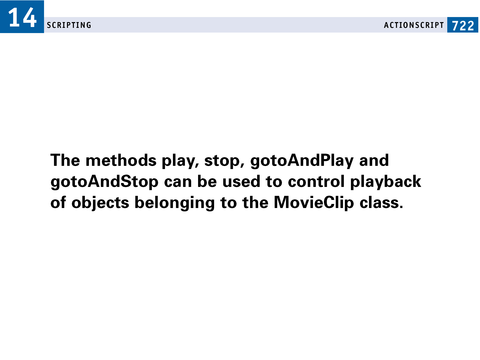 14 SCRIPTING ACTIONSCRIPT 722
The methods play, stop, gotoAndPlay and
gotoAndStop can be used to control playback
of objects belonging to the MovieClip class.